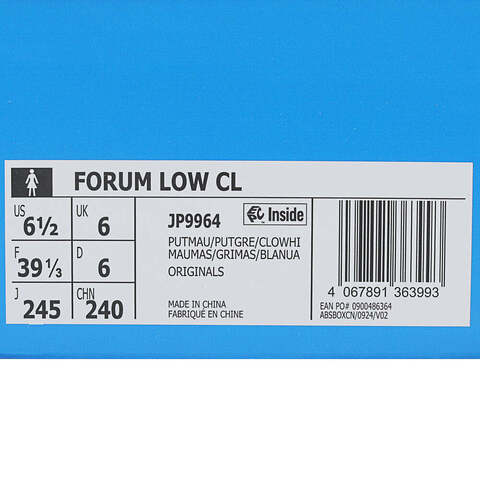 FORUM LOW CL
US 6½ UK 6
F 39⅓ D 6
J 245 CHN 240
JP9964 Inside
PUTMAU/PUTGRE/CLOWHI
MAUMAS/GRIMAS/BLANUA
ORIGINALS
MADE IN CHINA
FABRIQUÉ EN CHINE
4 067891 363993
EAN PO# 0900486364
ABSBOXCN/0924/V02